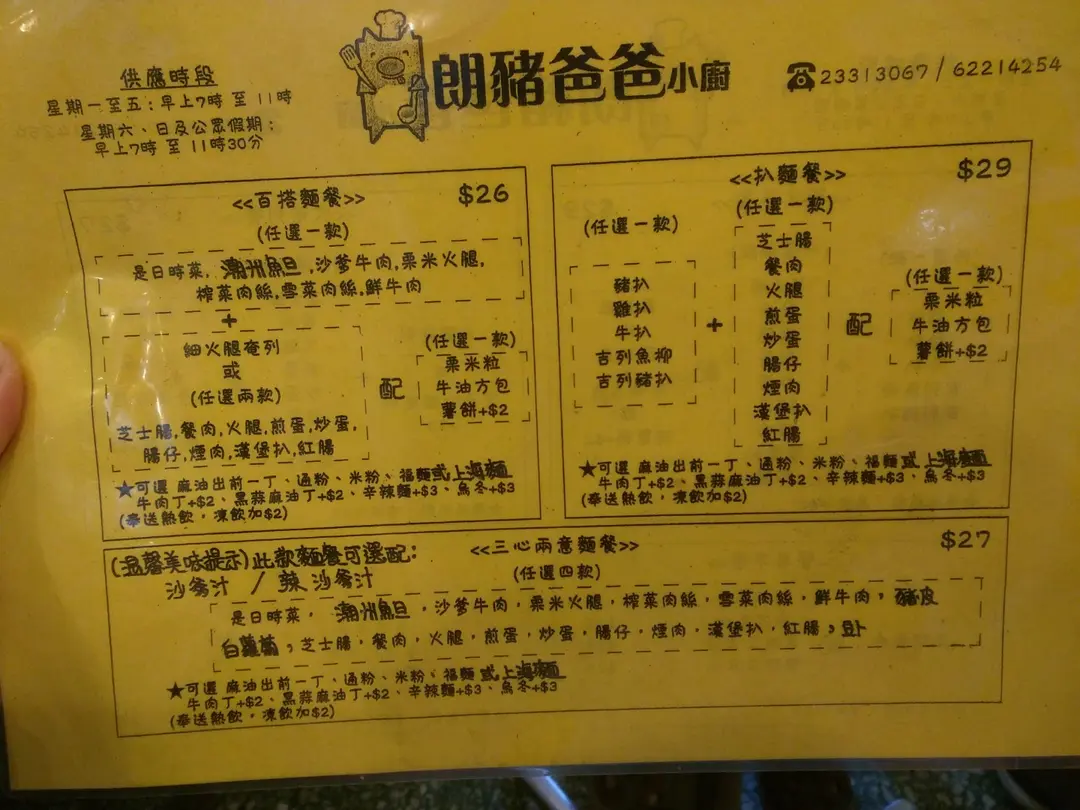 供應時段
星期一至五：早上7時 至 11時
星期六、日及公眾假期：
早上7時 至 11時30分
朗豬爸爸小廚
☎23313067 / 62214254
<<百搭麵餐>> $26
(任選一款)
是日時菜, 潮州魚旦, 沙爹牛肉, 栗米火腿,
榨菜肉絲, 雪菜肉絲, 鮮牛肉
+
細火腿奄列
或
(任選兩款)
芝士腸, 餐肉, 火腿, 煎蛋, 炒蛋,
腸仔, 煙肉, 漢堡扒, 紅腸
配
(任選一款)
栗米粒
牛油方包
薯餅+$2
★可選 麻油出前一丁、通粉、米粉、福麵或上海麵
牛肉丁+$2、黑蒜麻油丁+$2、辛辣麵+$3、烏冬+$3
(奉送熱飲，凍飲加$2)
<<扒麵餐>> $29
(任選一款)
豬扒
雞扒
牛扒
吉列魚柳
吉列豬扒
+
(任選一款)
芝士腸
餐肉
火腿
煎蛋
炒蛋
腸仔
煙肉
漢堡扒
紅腸
配
(任選一款)
栗米粒
牛油方包
薯餅+$2
★可選 麻油出前一丁、通粉、米粉、福麵或上海麵
牛肉丁+$2、黑蒜麻油丁+$2、辛辣麵+$3、烏冬+$3
(奉送熱飲，凍飲加$2)
(温馨美味提示)此款麵餐可選配：
沙爹汁 / 辣沙爹汁
<<三心兩意麵餐>> $27
(任選四款)
是日時菜, 潮州魚旦, 沙爹牛肉, 栗米火腿, 榨菜肉絲, 雪菜肉絲, 鮮牛肉, 豬皮
白蘿蔔, 芝士腸, 餐肉, 火腿, 煎蛋, 炒蛋, 腸仔, 煙肉, 漢堡扒, 紅腸, 豆卜
★可選 麻油出前一丁、通粉、米粉、福麵或上海麵
牛肉丁+$2、黑蒜麻油丁+$2、辛辣麵+$3、烏冬+$3
(奉送熱飲，凍飲加$2)